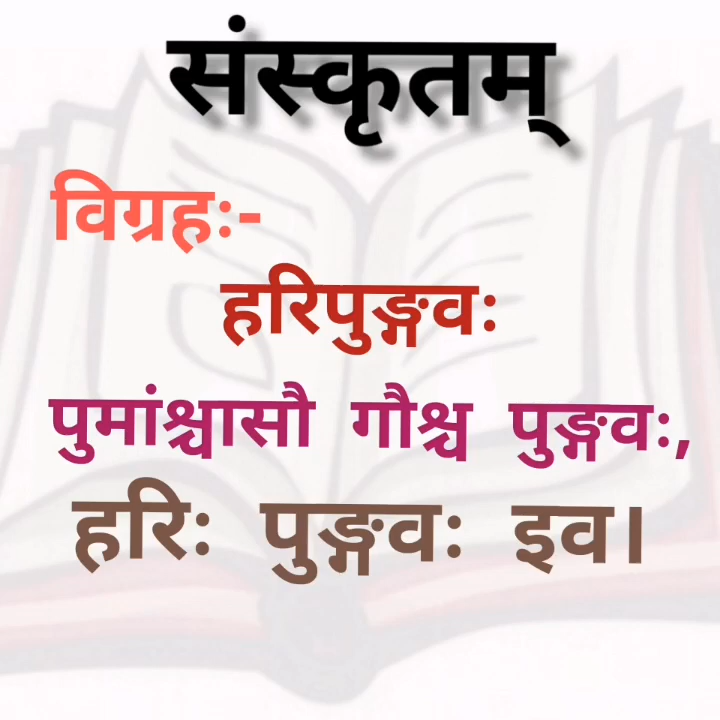 संस्कृतम्
विग्रहः-
हरिपुङ्गवः
पुमांश्चासौ गौश्च पुङ्गवः,
हरिः पुङ्गवः इव।